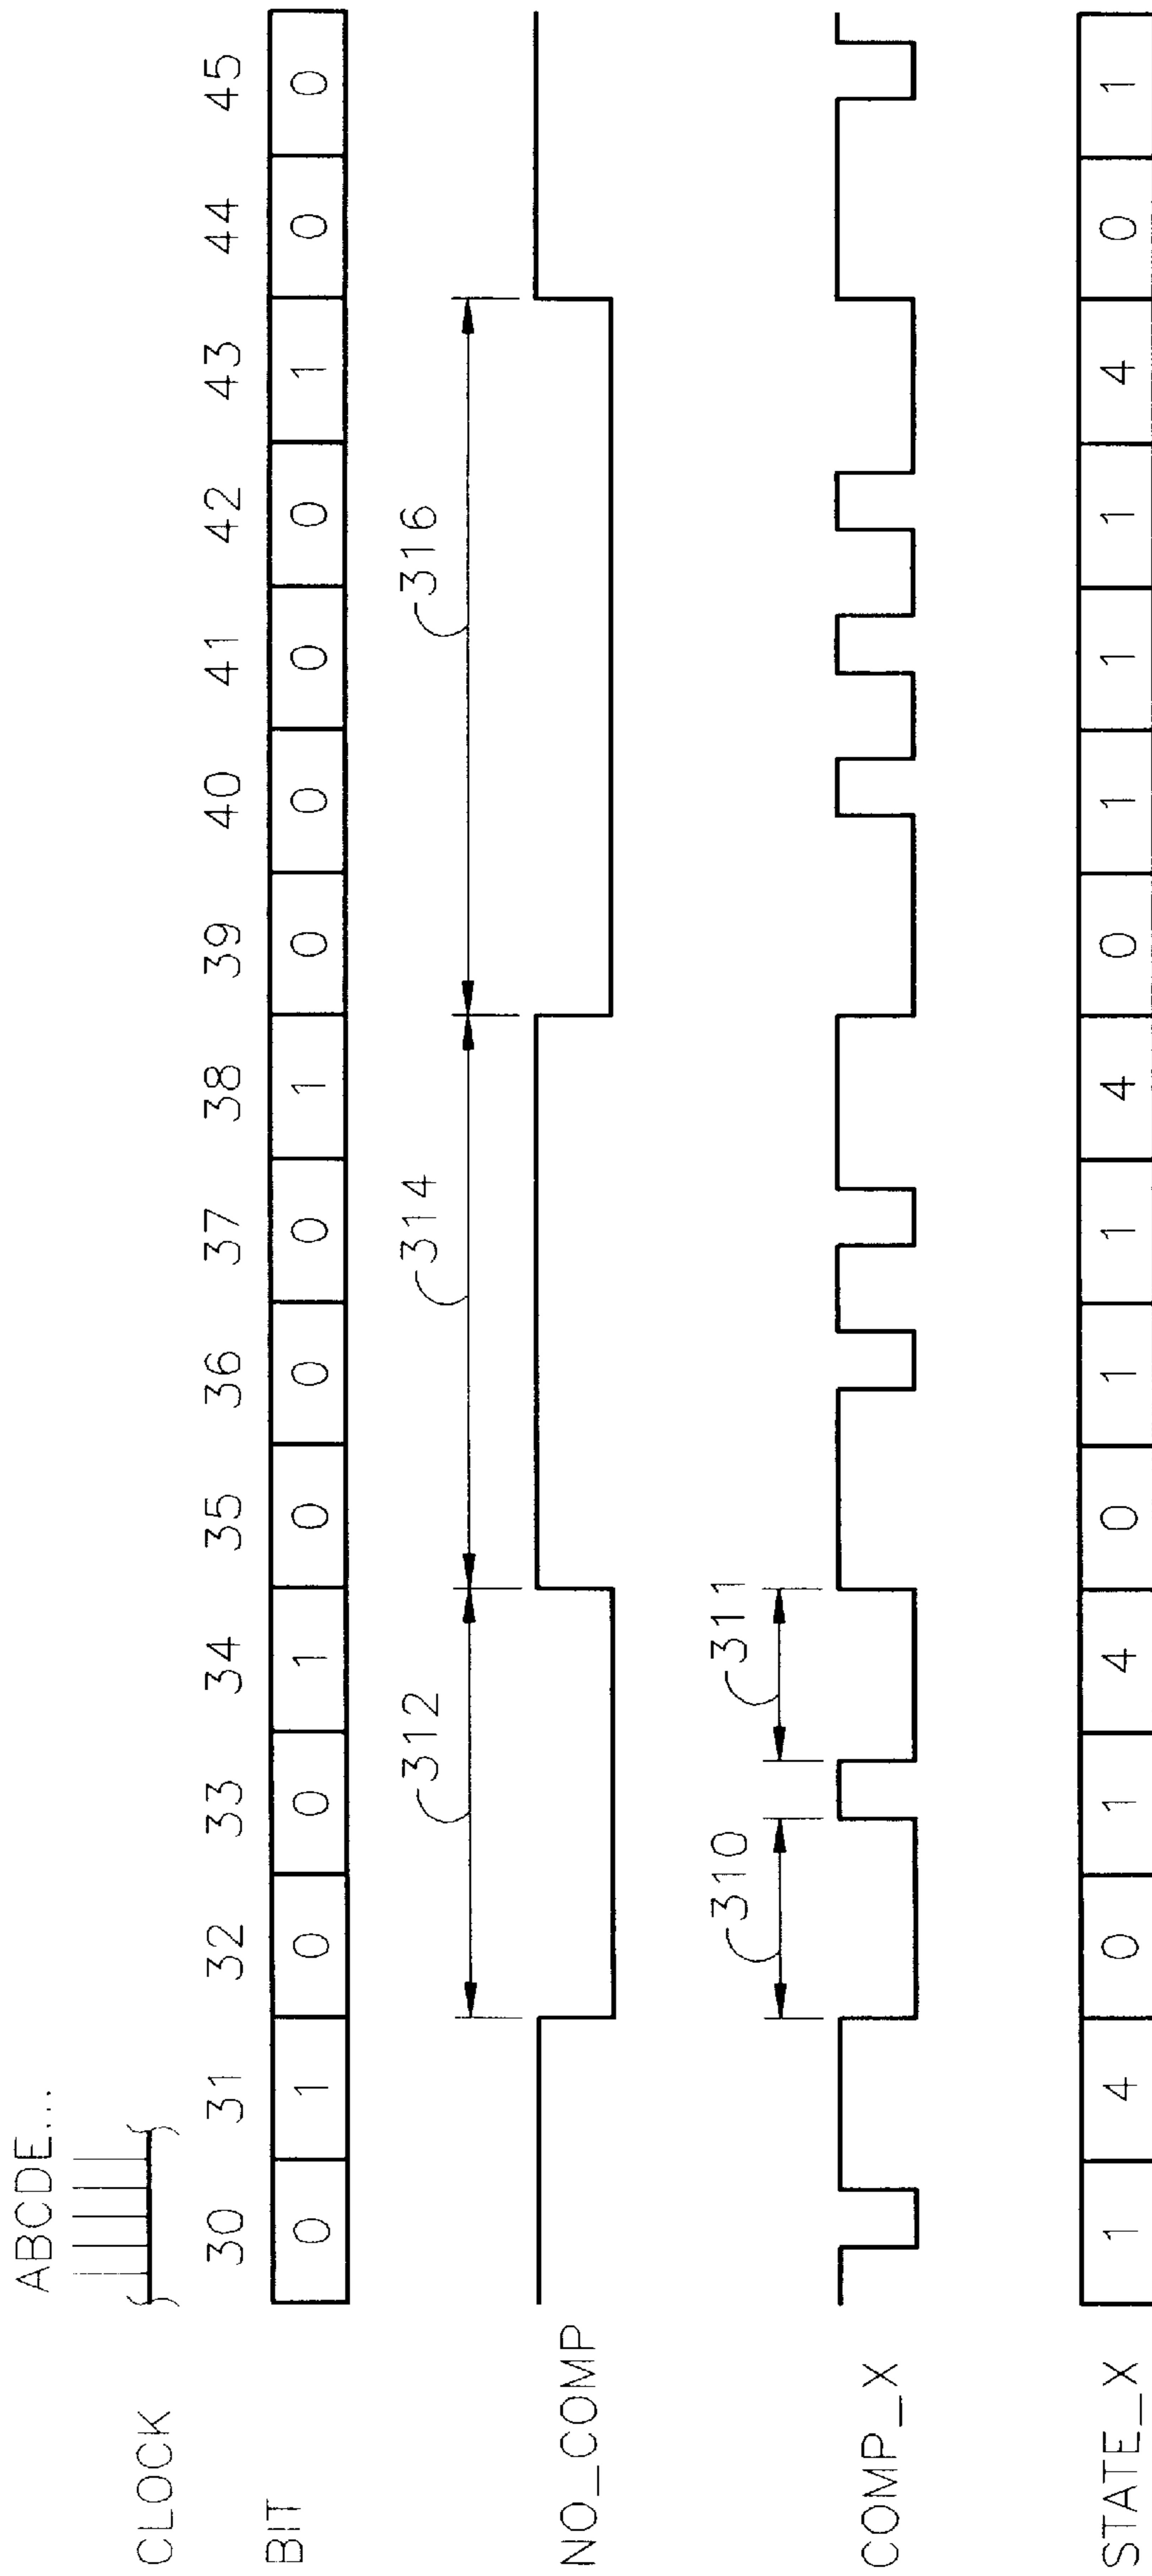 ABCDE...
CLOCK
30 31 32 33 34 35 36 37 38 39 40 41 42 43 44 45
BIT 0 1 0 0 1 0 0 0 1 0 0 0 0 1 0 0
312 314 316
NO_COMP
310 311
COMP_X
STATE_X 1 4 0 1 4 0 1 1 4 0 1 1 1 4 0 1